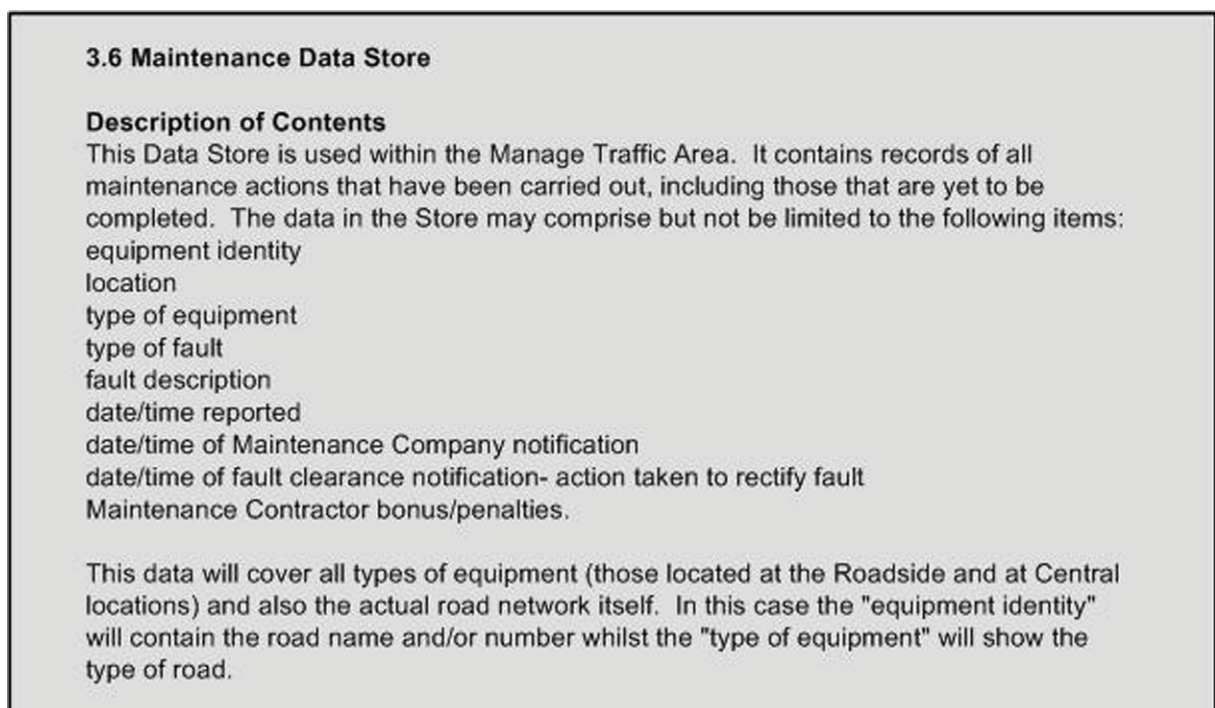 3.6 Maintenance Data Store
Description of Contents
This Data Store is used within the Manage Traffic Area.  It contains records of all
maintenance actions that have been carried out, including those that are yet to be
completed.  The data in the Store may comprise but not be limited to the following items:
equipment identity
location
type of equipment
type of fault
fault description
date/time reported
date/time of Maintenance Company notification
date/time of fault clearance notification- action taken to rectify fault
Maintenance Contractor bonus/penalties.
This data will cover all types of equipment (those located at the Roadside and at Central
locations) and also the actual road network itself.  In this case the "equipment identity"
will contain the road name and/or number whilst the "type of equipment" will show the
type of road.